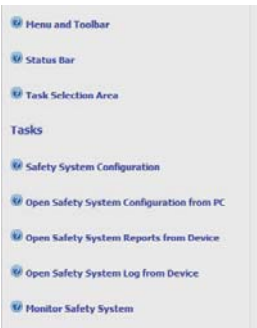 Menu and Toolbar
Status Bar
Task Selection Area
Tasks
Safety System Configuration
Open Safety System Configuration from PC
Open Safety System Reports from Device
Open Safety System Log from Device
Monitor Safety System